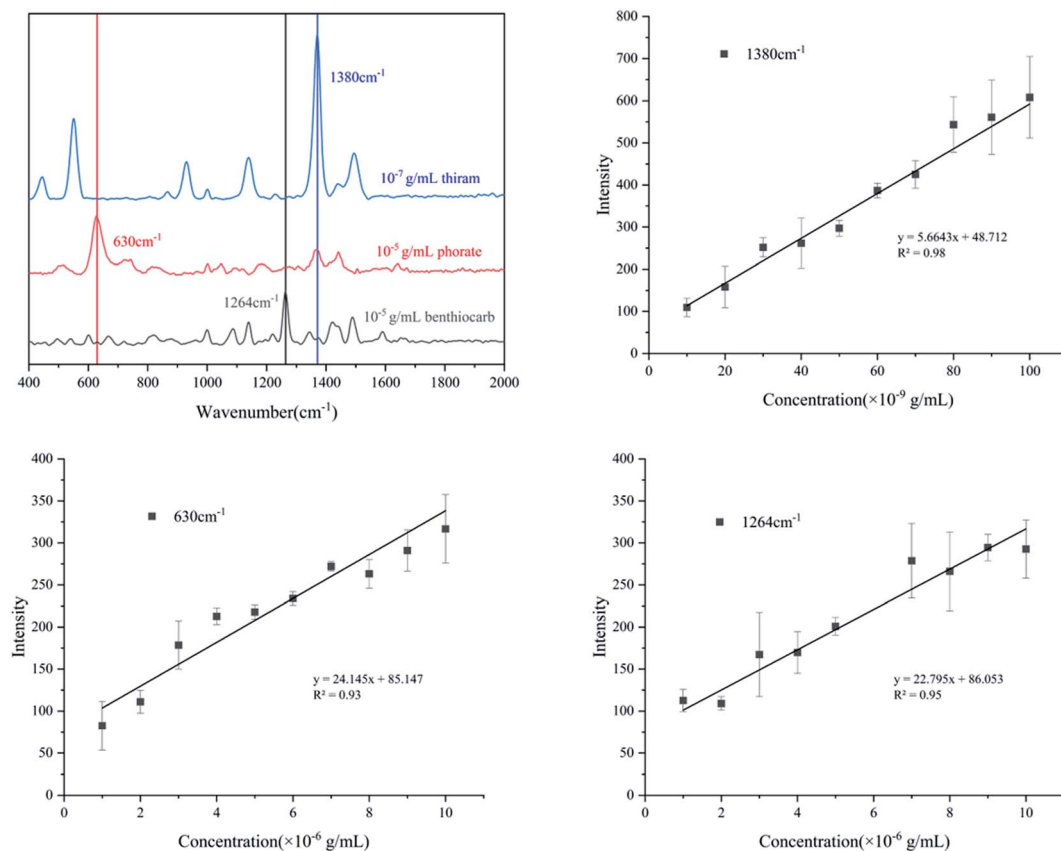 1380cm-1
10-7 g/mL thiram
630cm-1
10-5 g/mL phorate
1264cm-1
10-5 g/mL benthiocarb
400 600 800 1000 1200 1400 1600 1800 2000
Wavenumber(cm-1)
800
700
600
500
400
300
200
100
0
Intensity
1380cm-1
y = 5.6643x + 48.712
R² = 0.98
0 20 40 60 80 100
Concentration(×10-9 g/mL)
400
350
300
250
200
150
100
50
0
Intensity
630cm-1
y = 24.145x + 85.147
R² = 0.93
0 2 4 6 8 10
Concentration(×10-6 g/mL)
400
350
300
250
200
150
100
50
0
Intensity
1264cm-1
y = 22.795x + 86.053
R² = 0.95
0 2 4 6 8 10
Concentration(×10-6 g/mL)